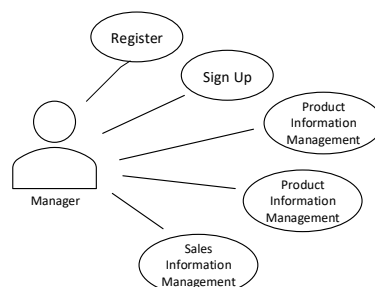 Register
Sign Up
Product
Information
Management
Product
Information
Management
Manager
Sales
Information
Management